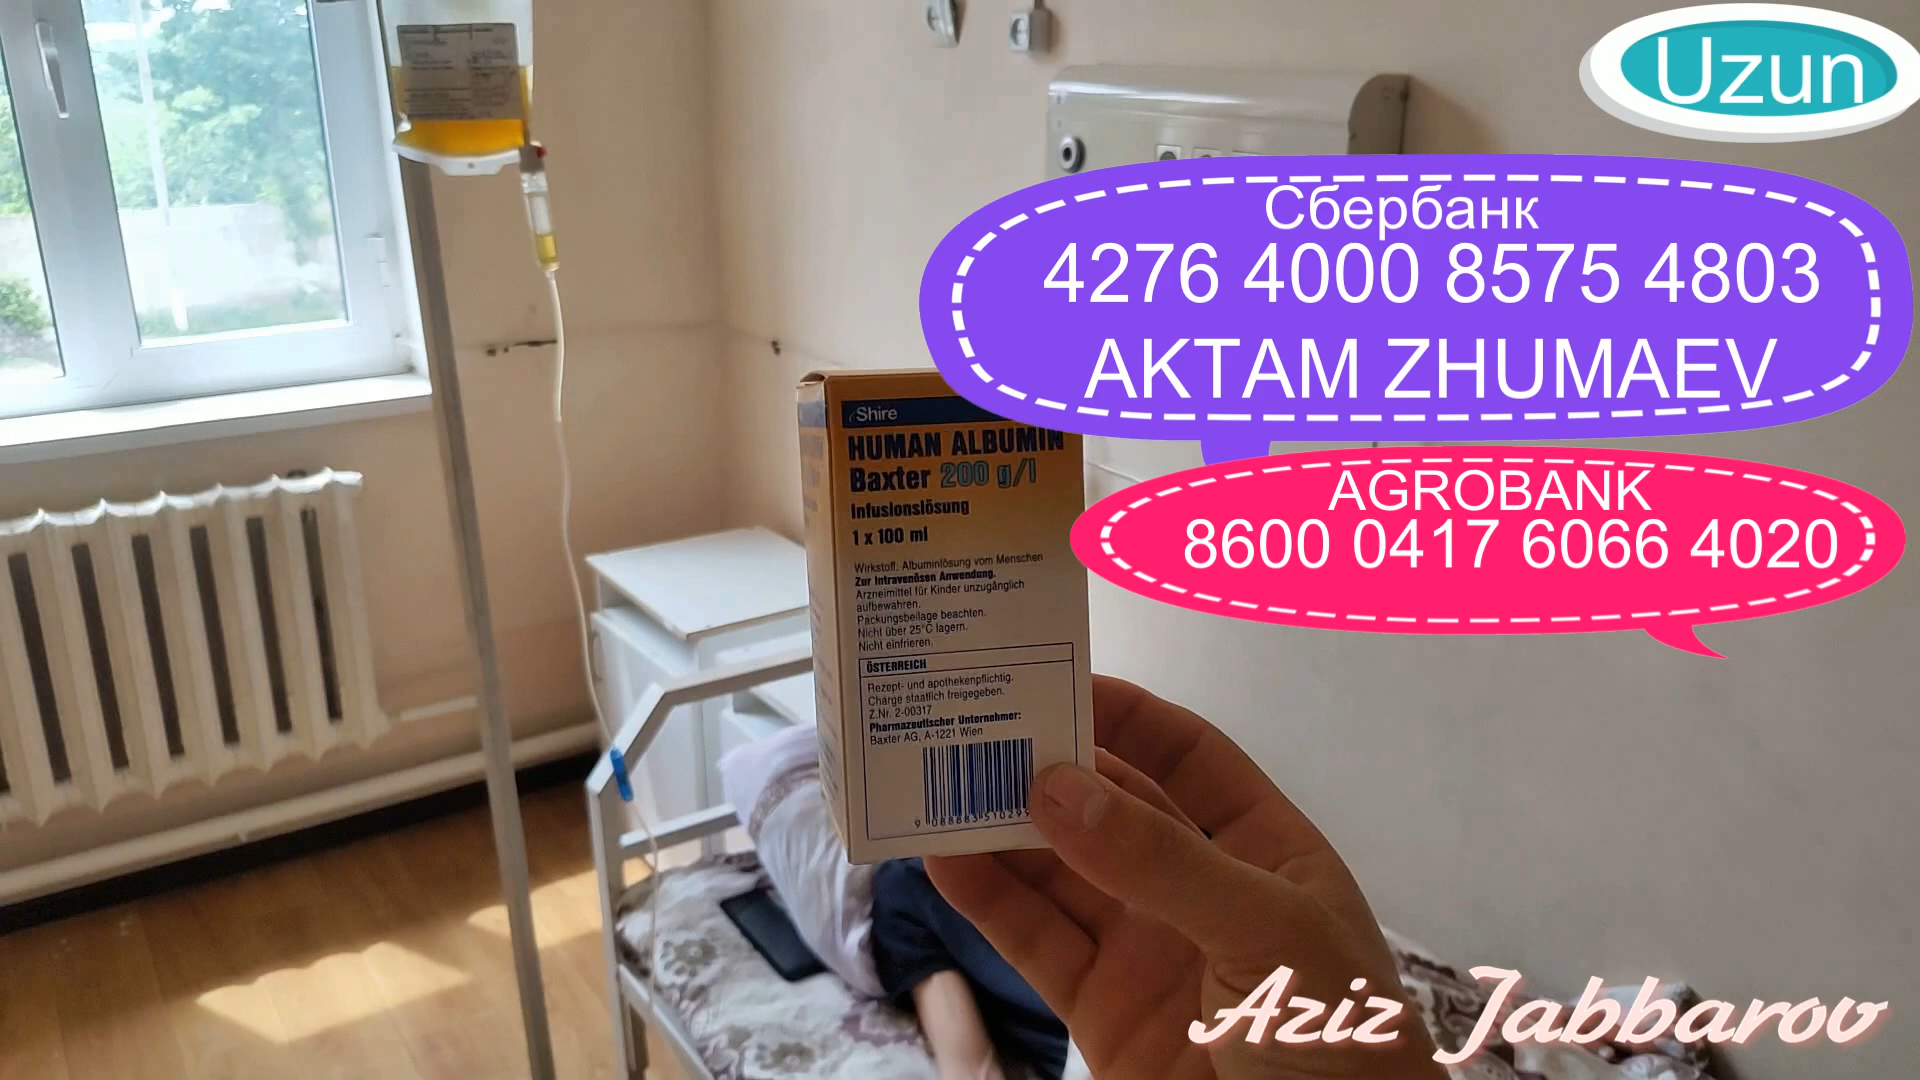 Uzun
Сбербанк
4276 4000 8575 4803
AKTAM ZHUMAEV
AGROBANK
8600 0417 6066 4020
Shire
HUMAN ALBUMIN
Baxter 200 g/l
Infusionslösung
1 x 100 ml
Wirkstoff: Albuminlösung vom Menschen
Zur intravenösen Anwendung.
Arzneimittel für Kinder unzugänglich
aufbewahren.
Packungsbeilage beachten.
Nicht über 25°C lagern.
Nicht einfrieren.
ÖSTERREICH
Rezept- und apothekenpflichtig.
Charge staatlich freigegeben.
Z.Nr. 2-00317
Pharmazeutischer Unternehmer:
Baxter AG, A-1221 Wien
Aziz Jabbarov